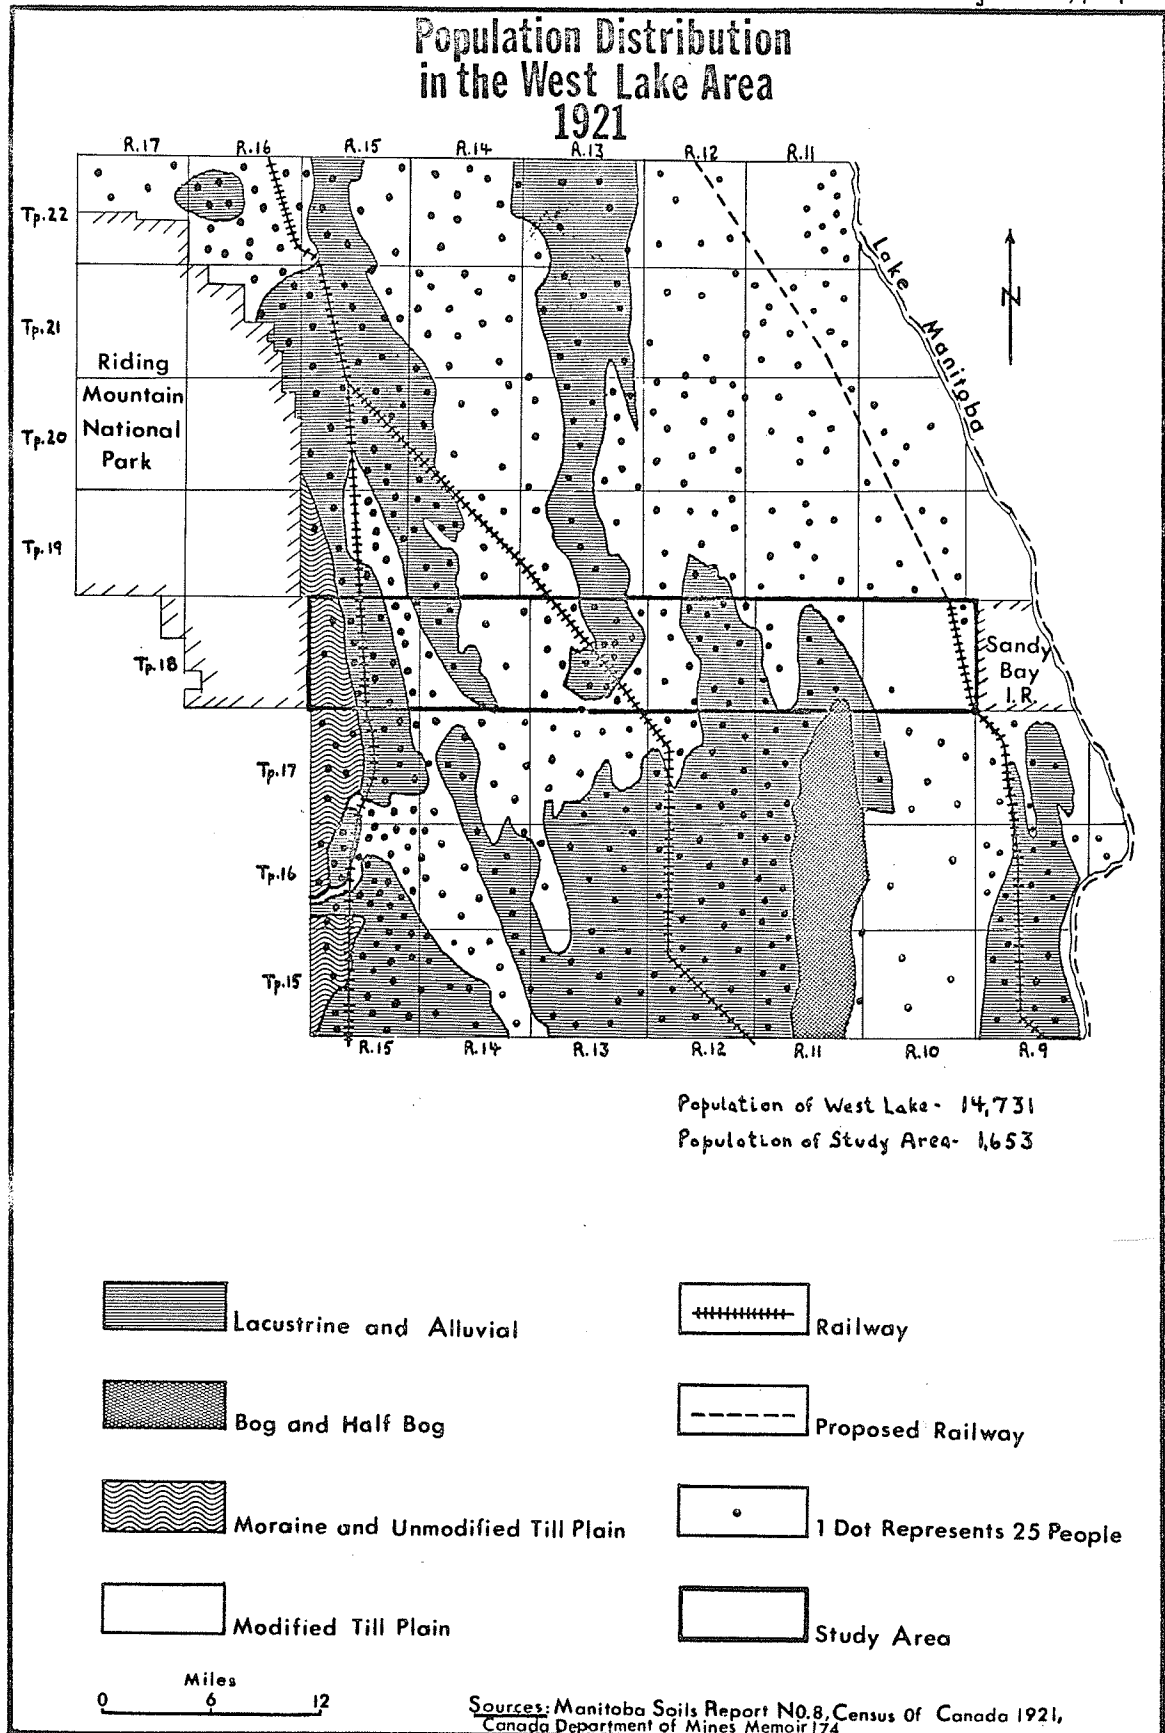 Population Distribution
in the West Lake Area
1921
R.17 R.16 R.15 R.14 R.13 R.12 R.11
Tp.22
Lake Manitoba
N
Tp.21
Riding
Mountain
National
Park
Tp.20
Tp.19
Tp.18
Sandy
Bay
I.R.
Tp.17
Tp.16
Tp.15
R.15 R.14 R.13 R.12 R.11 R.10 R.9
Population of West Lake- 14,731
Population of Study Area- 1,653
Lacustrine and Alluvial
Railway
Bog and Half Bog
Proposed Railway
Moraine and Unmodified Till Plain
1 Dot Represents 25 People
Modified Till Plain
Study Area
Miles
0 6 12
Sources: Manitoba Soils Report NO.8, Census Of Canada 1921,
Canada Department of Mines Memoir 174